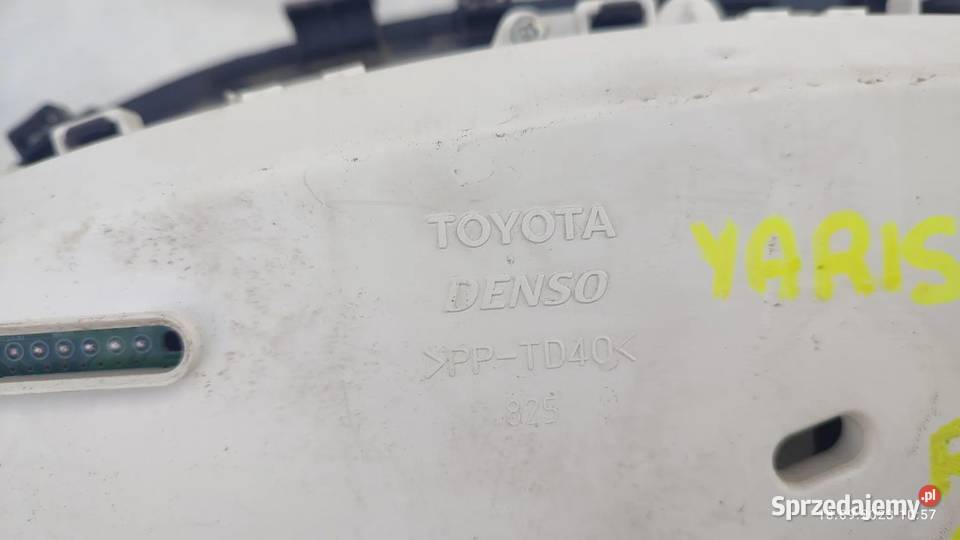 TOYOTA
DENSO
>PP-TD40<
825
YARIS
Sprzedajemy.pl